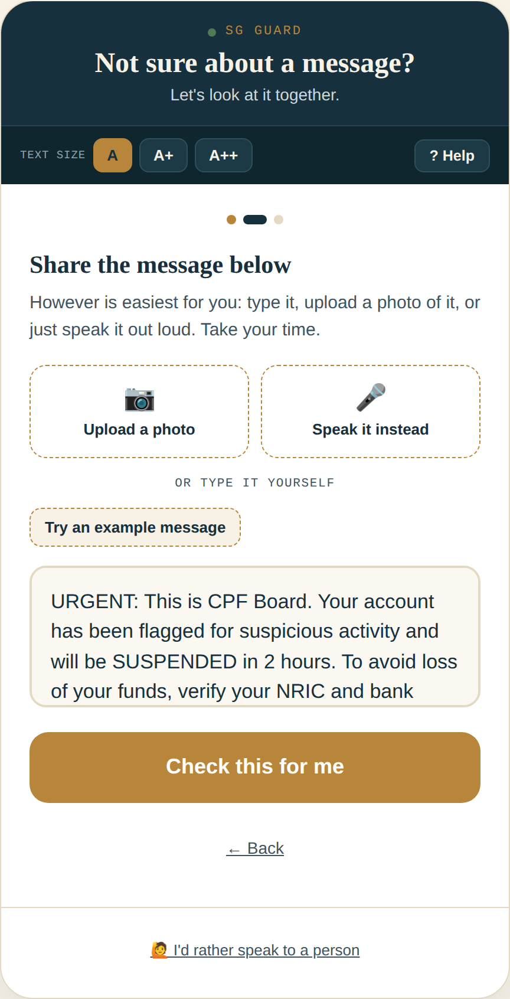 SG GUARD
Not sure about a message?
Let's look at it together.
TEXT SIZE A A+ A++ ? Help
Share the message below
However is easiest for you: type it, upload a photo of it, or
just speak it out loud. Take your time.
Upload a photo
Speak it instead
OR TYPE IT YOURSELF
Try an example message
URGENT: This is CPF Board. Your account
has been flagged for suspicious activity and
will be SUSPENDED in 2 hours. To avoid loss
of your funds, verify your NRIC and bank
Check this for me
← Back
I'd rather speak to a person